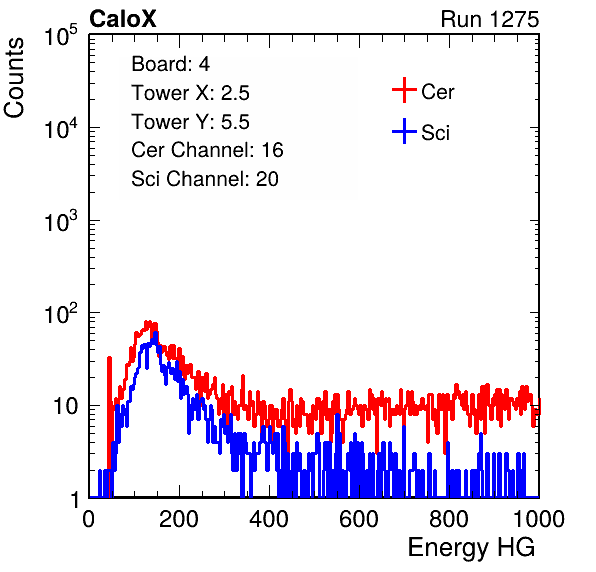 CaloX Run 1275
Counts
Board: 4
Tower X: 2.5
Tower Y: 5.5
Cer Channel: 16
Sci Channel: 20
Cer
Sci
10^5
10^4
10^3
10^2
10
1
0 200 400 600 800 1000
Energy HG